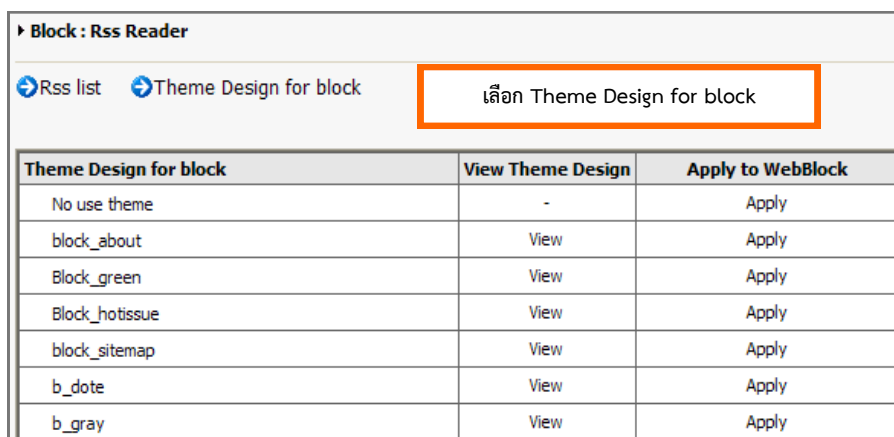 Block : Rss Reader
Rss list Theme Design for block
เลือก Theme Design for block
Theme Design for block View Theme Design Apply to WebBlock
No use theme - Apply
block_about View Apply
Block_green View Apply
Block_hotissue View Apply
block_sitemap View Apply
b_dote View Apply
b_gray View Apply